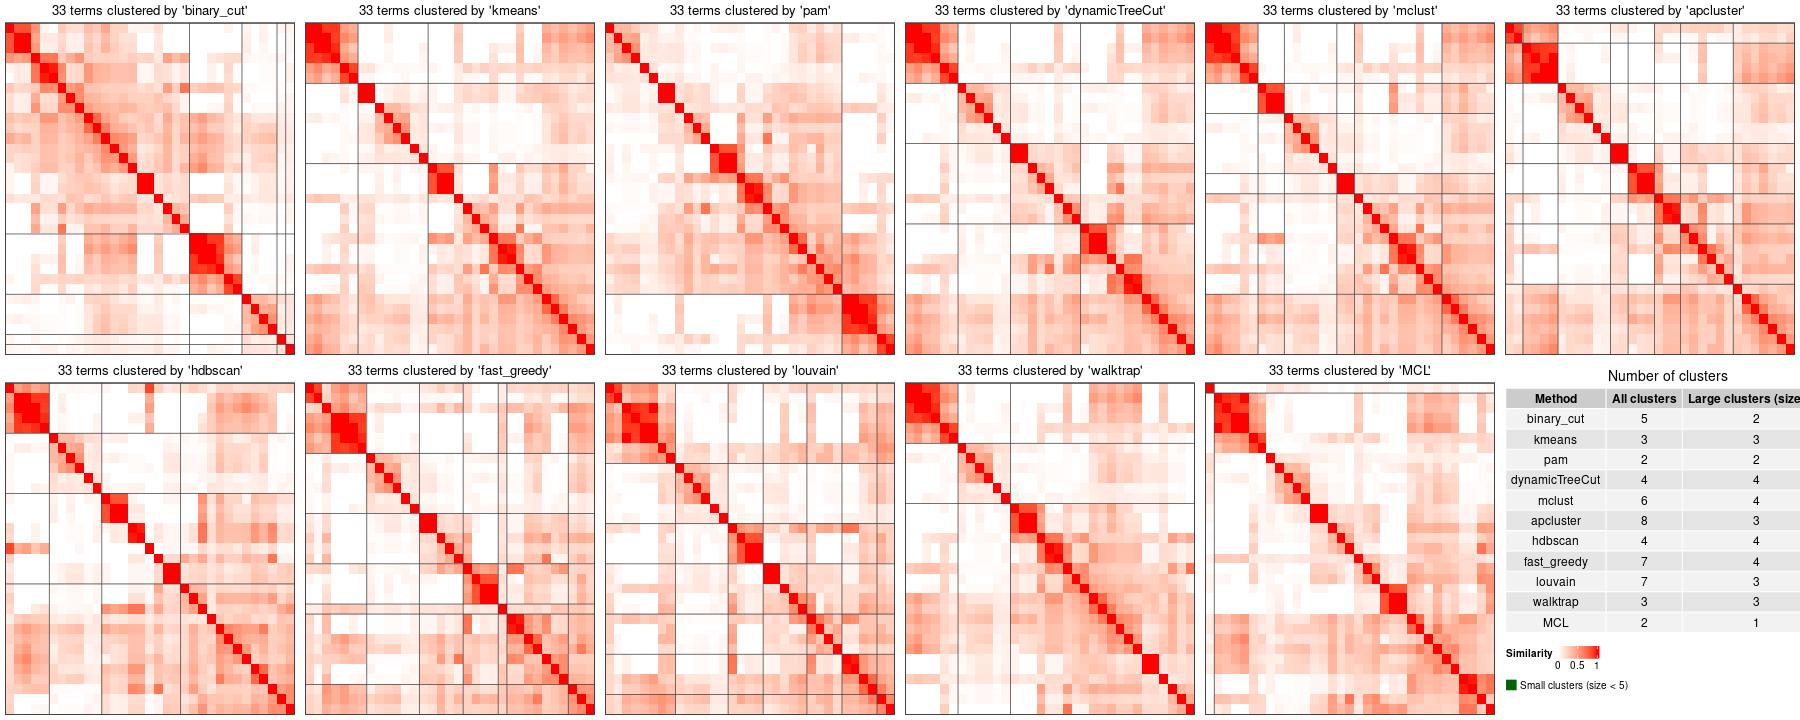 33 terms clustered by 'binary_cut'
33 terms clustered by 'kmeans'
33 terms clustered by 'pam'
33 terms clustered by 'dynamicTreeCut'
33 terms clustered by 'mclust'
33 terms clustered by 'apcluster'
33 terms clustered by 'hdbscan'
33 terms clustered by 'fast_greedy'
33 terms clustered by 'louvain'
33 terms clustered by 'walktrap'
33 terms clustered by 'MCL'
Number of clusters
Method All clusters Large clusters (size
binary_cut 5 2
kmeans 3 3
pam 2 2
dynamicTreeCut 4 4
mclust 6 4
apcluster 8 3
hdbscan 4 4
fast_greedy 7 4
louvain 7 3
walktrap 3 3
MCL 2 1
Similarity
0 0.5 1
Small clusters (size < 5)